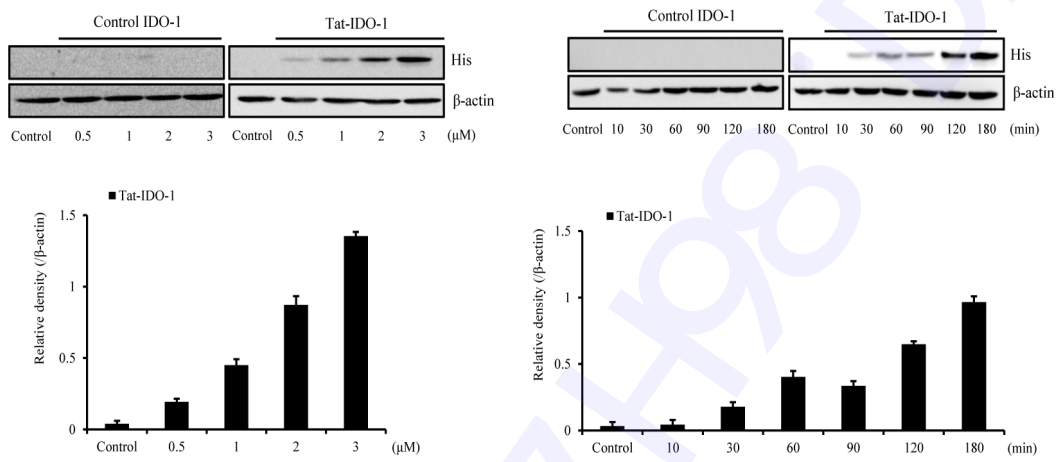 Control IDO-1 Tat-IDO-1
His
β-actin
Control 0.5 1 2 3 Control 0.5 1 2 3 (μM)
Control IDO-1 Tat-IDO-1
His
β-actin
Control 10 30 60 90 120 180 Control 10 30 60 90 120 180 (min)
Tat-IDO-1
Relative density (/β-actin)
1.5
1
0.5
0
Control 0.5 1 2 3 (μM)
Tat-IDO-1
Relative density (/β-actin)
1.5
1
0.5
0
Control 10 30 60 90 120 180 (min)